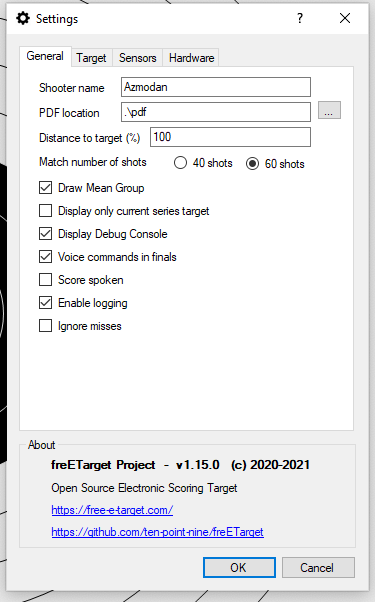 Settings
?
General Target Sensors Hardware
Shooter name Azmodan
PDF location .\pdf ...
Distance to target (%) 100
Match number of shots 40 shots 60 shots
Draw Mean Group
Display only current series target
Display Debug Console
Voice commands in finals
Score spoken
Enable logging
Ignore misses
About
freETarget Project - v1.15.0 (c) 2020-2021
Open Source Electronic Scoring Target
https://free-e-target.com/
https://github.com/ten-point-nine/freETarget
OK Cancel